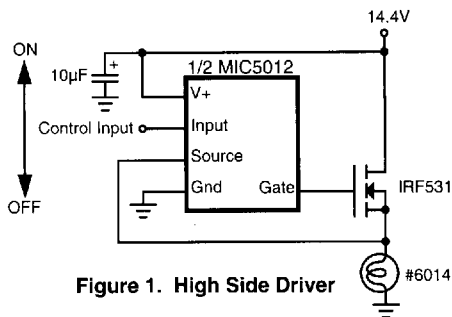 14.4V
ON
10µF
+
1/2 MIC5012
V+
Control Input
Input
Source
Gnd
Gate
IRF531
OFF
#6014
Figure 1. High Side Driver